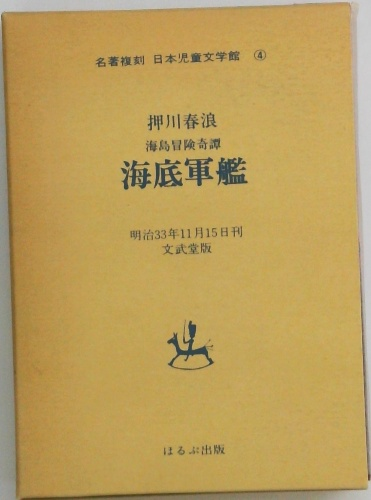 名著複刻 日本児童文学館 ④
押川春浪
海島冒険奇譚
海底軍艦
明治33年11月15日刊
文武堂版
ほるぷ出版